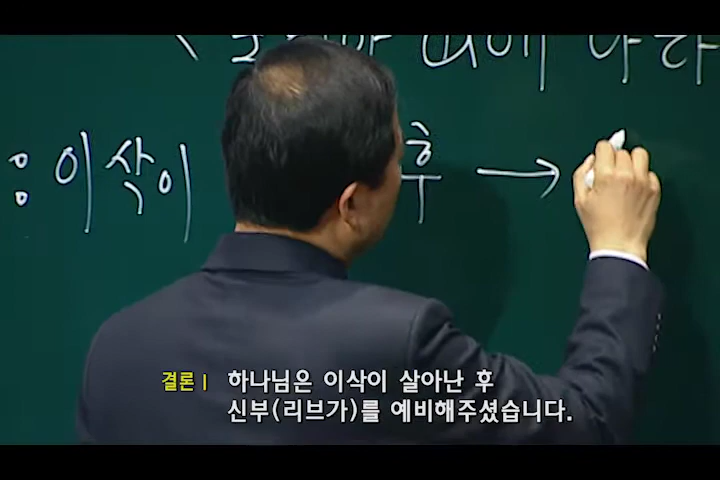 이삭이 후 →
결론 | 하나님은 이삭이 살아난 후
신부(리브가)를 예비해주셨습니다.